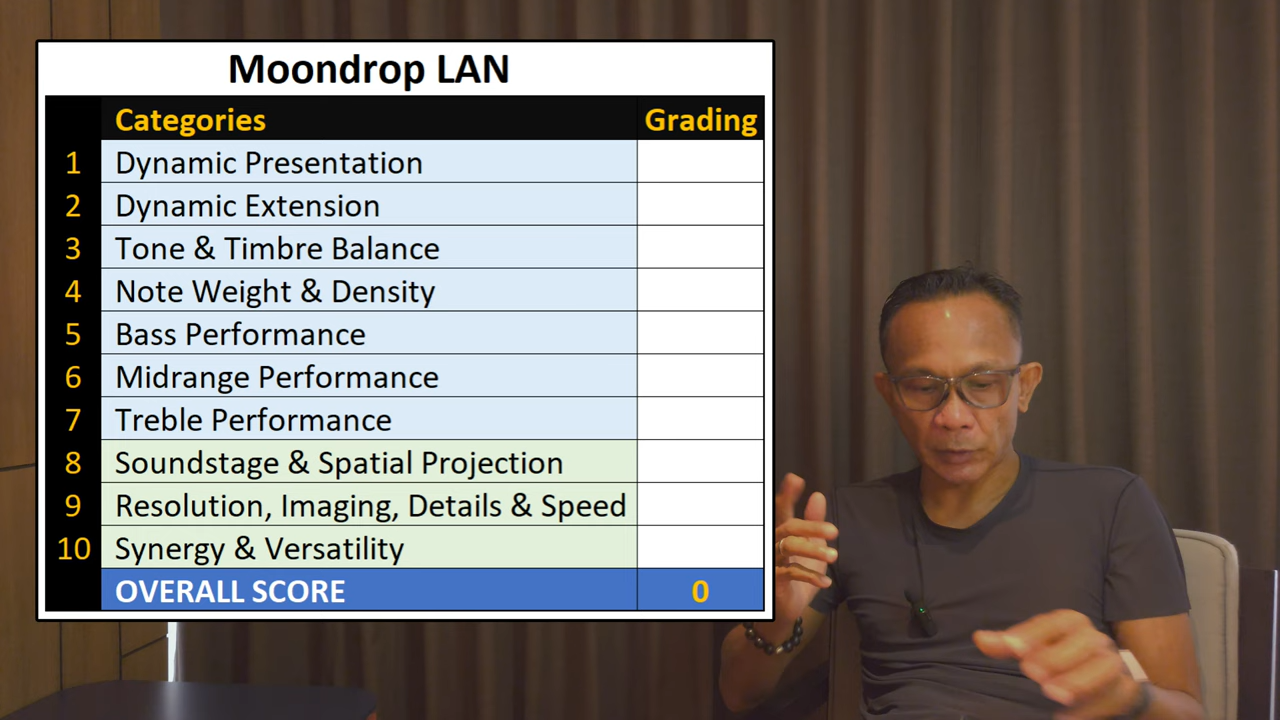 Moondrop LAN
Categories Grading
1 Dynamic Presentation
2 Dynamic Extension
3 Tone & Timbre Balance
4 Note Weight & Density
5 Bass Performance
6 Midrange Performance
7 Treble Performance
8 Soundstage & Spatial Projection
9 Resolution, Imaging, Details & Speed
10 Synergy & Versatility
OVERALL SCORE 0